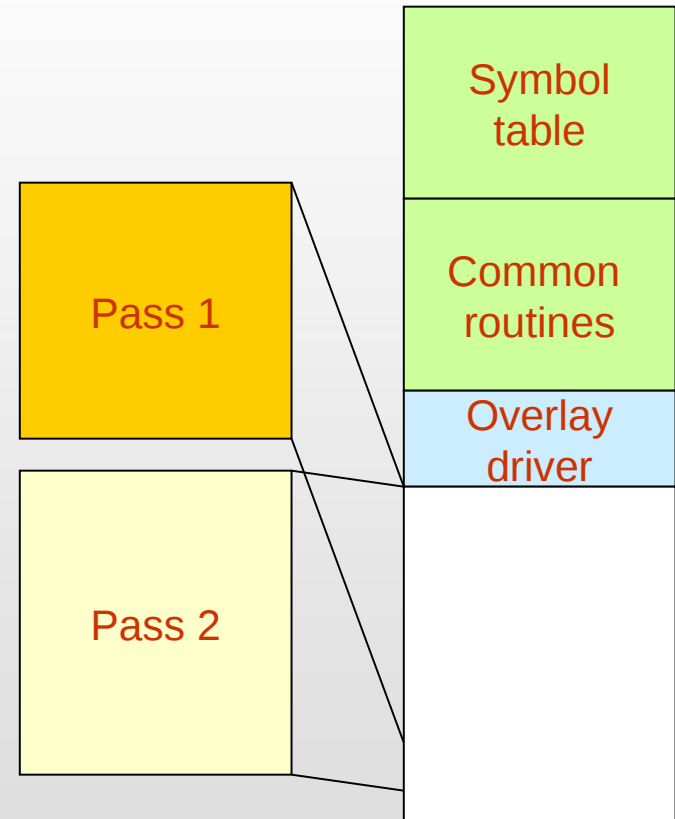 Symbol
table
Common
routines
Overlay
driver
Pass 1
Pass 2